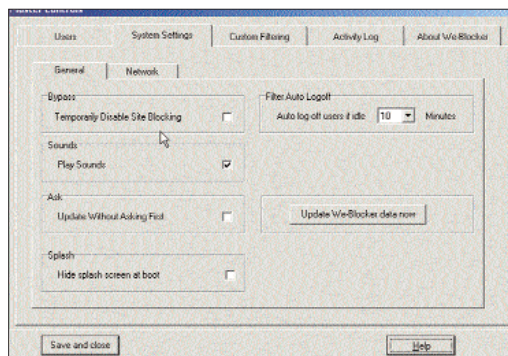 Master Controls
Users System Settings Custom Filtering Activity Log About We-Blocker
General Network
Bypass
Temporarily Disable Site Blocking
Filter Auto Logoff
Auto log off users if idle 10 Minutes
Sounds
Play Sounds
Ask
Update Without Asking First
Update We-Blocker data now
Splash
Hide splash screen at boot
Save and close Help